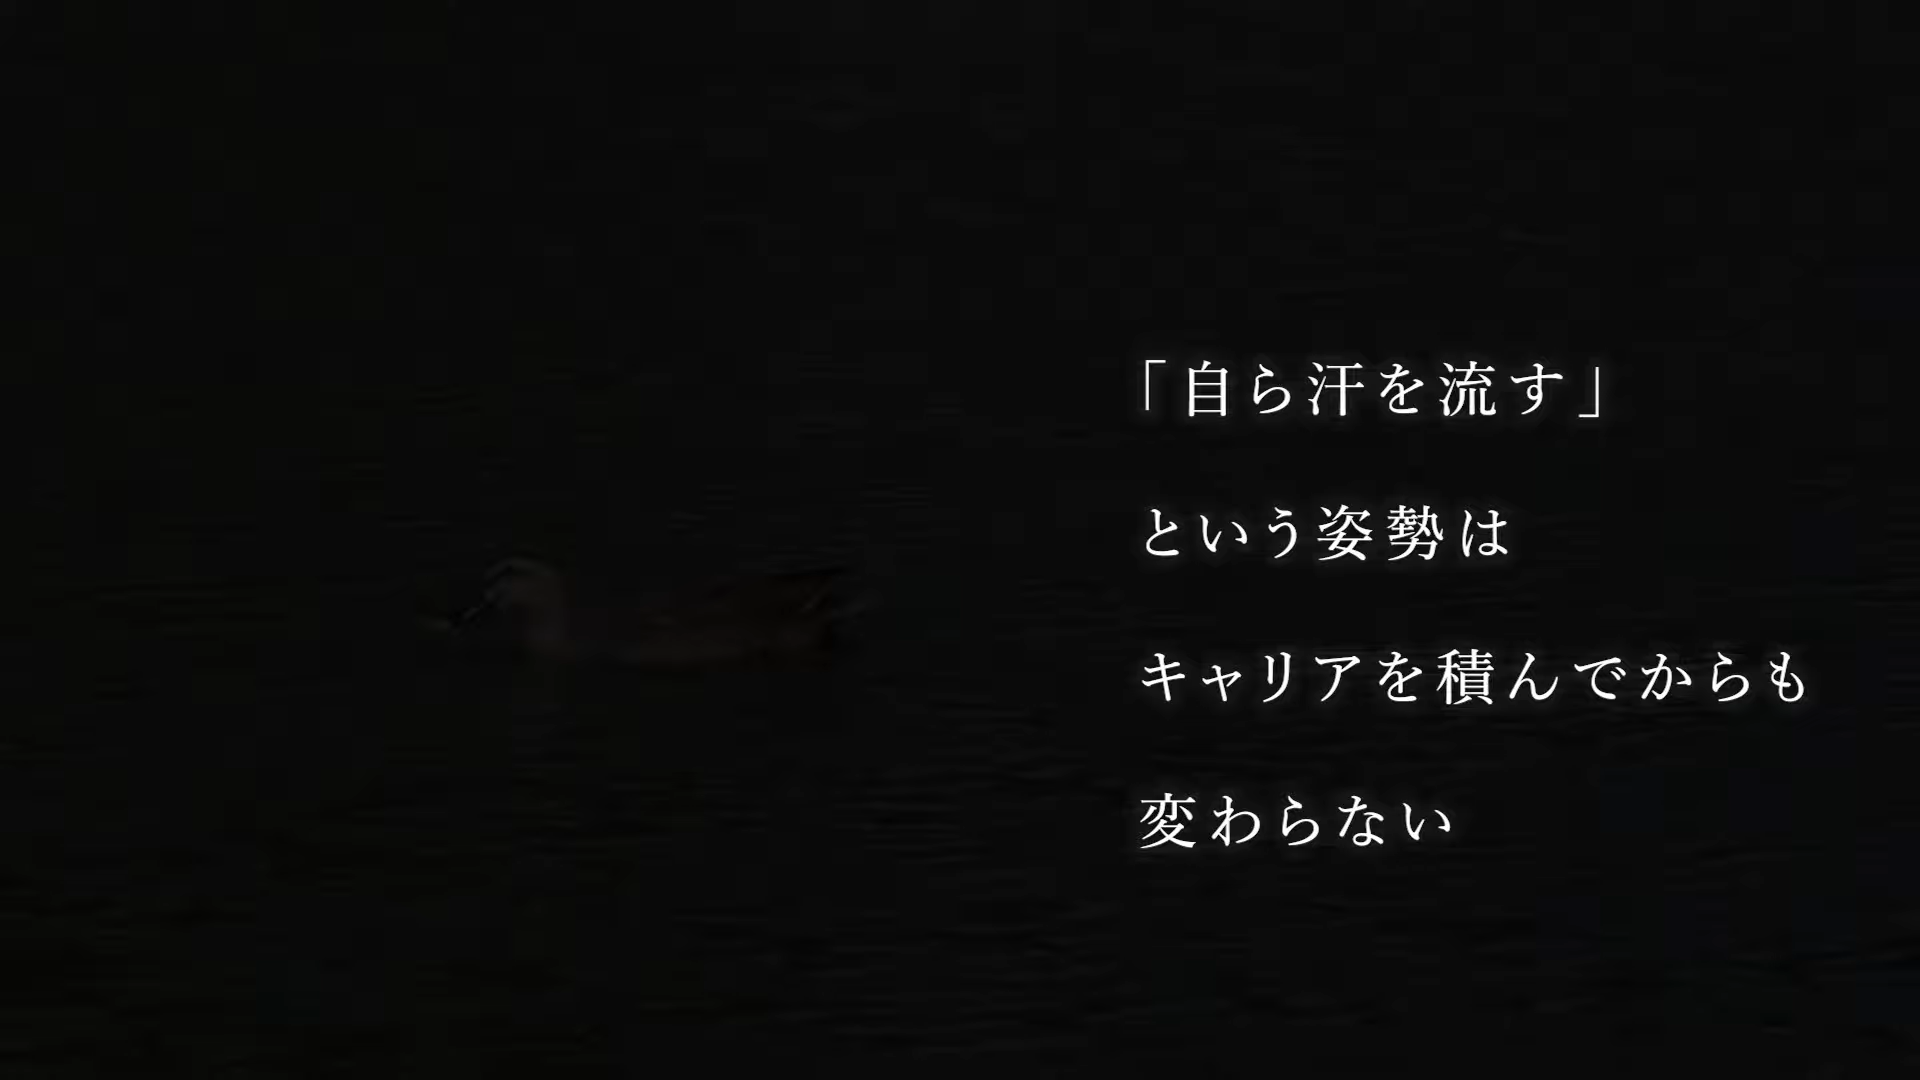 「自ら汗を流す」
という姿勢は
キャリアを積んでからも
変わらない